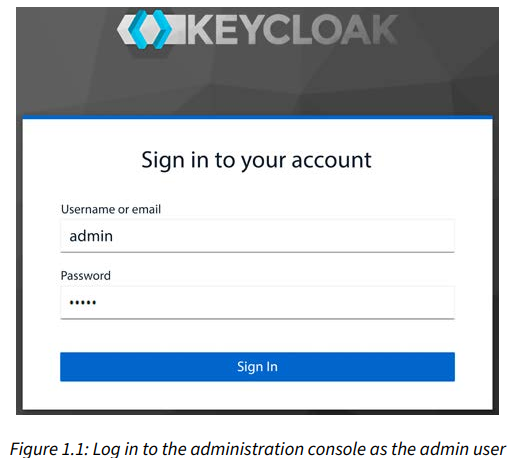 KEYCLOAK
Sign in to your account
Username or email
admin
Password
•••••
Sign In
Figure 1.1: Log in to the administration console as the admin user